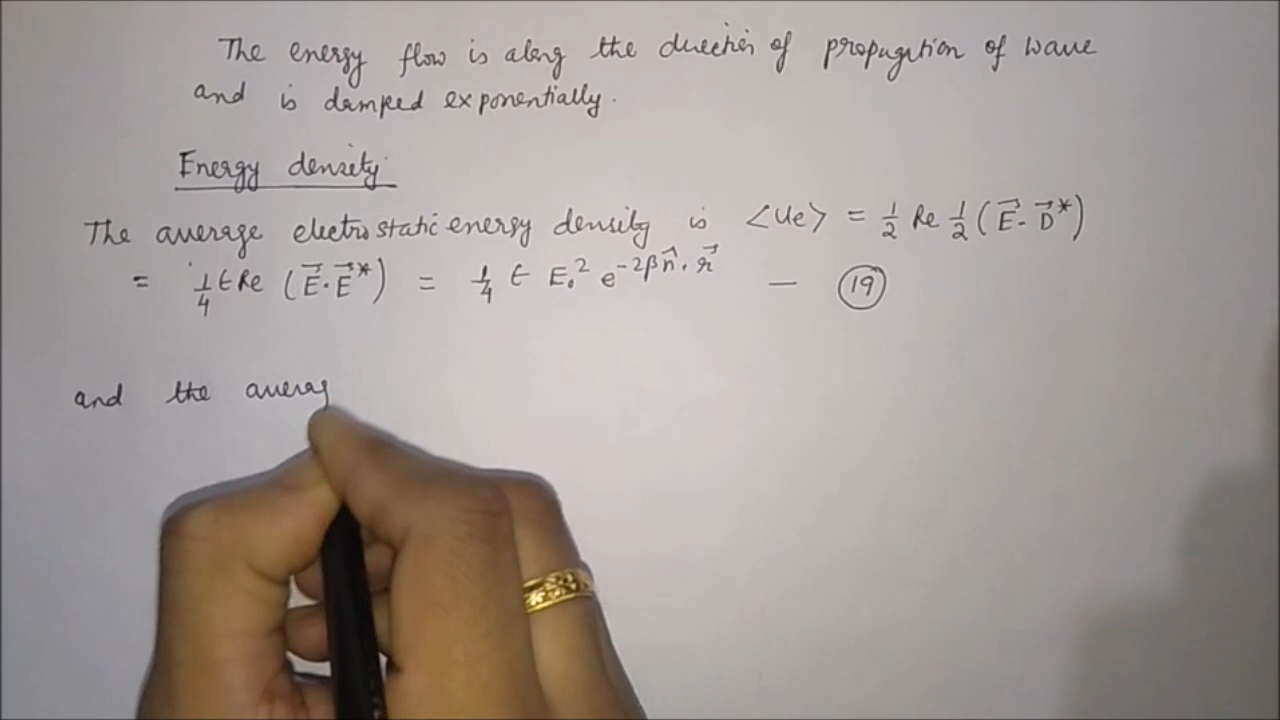 The energy flow is along the direction of propagation of wave
and is damped exponentially.
Energy density
The average electrostatic energy density is <Ue> = 1/2 Re 1/2 (E⃗. D⃗*)
= 1/4 ∈ Re (E⃗.E⃗*) = 1/4 ∈ E₀² e^(-2β n⃗. r⃗) — (19)
and the averag